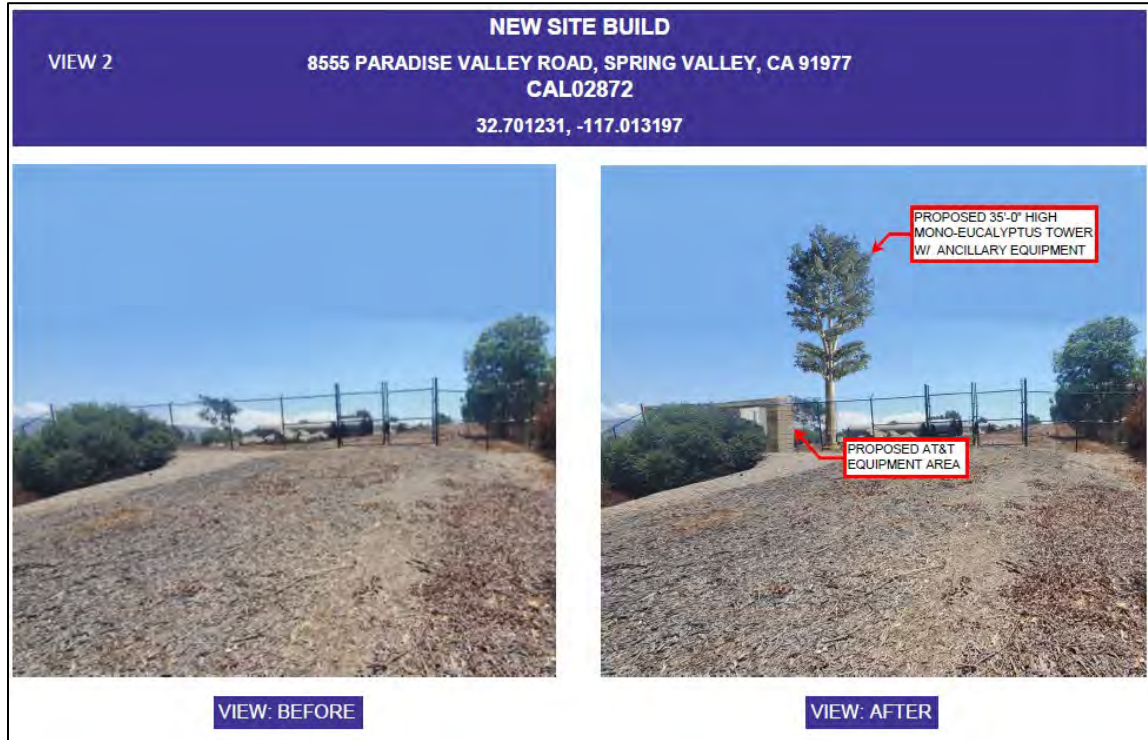 NEW SITE BUILD
VIEW 2
8555 PARADISE VALLEY ROAD, SPRING VALLEY, CA 91977
CAL02872
32.701231, -117.013197
PROPOSED 35'-0" HIGH
MONO-EUCALYPTUS TOWER
W/ ANCILLARY EQUIPMENT
PROPOSED AT&T
EQUIPMENT AREA
VIEW: BEFORE
VIEW: AFTER